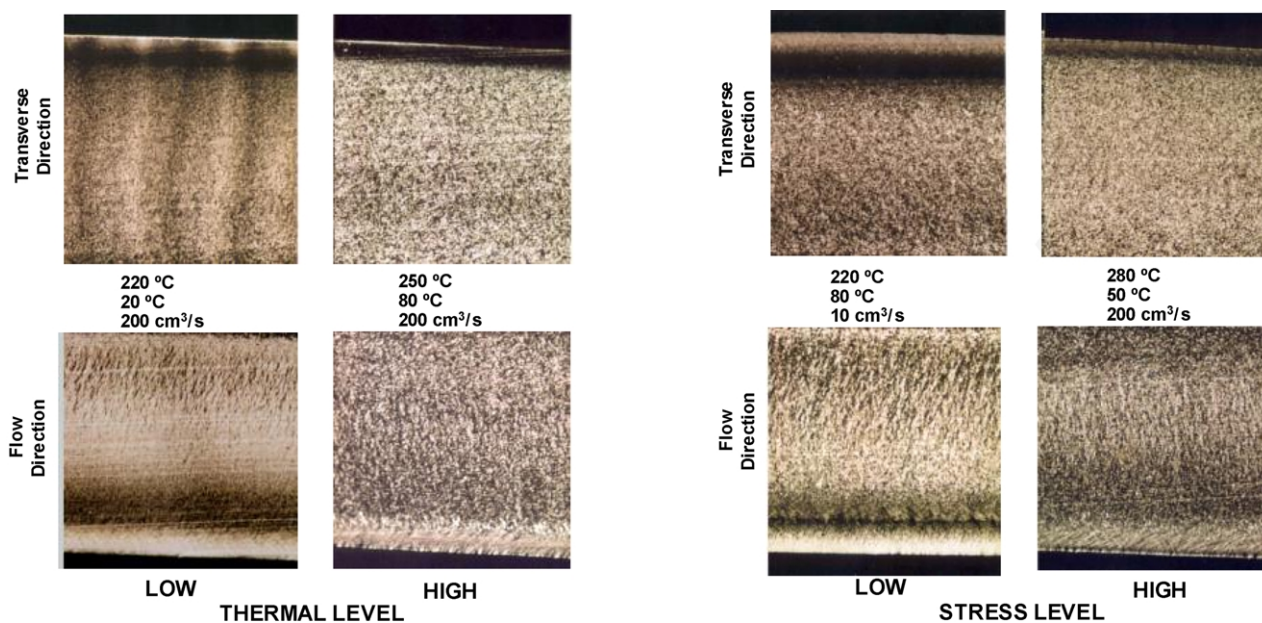 Transverse
Direction
220 ºC
20 ºC
200 cm³/s
250 ºC
80 ºC
200 cm³/s
Flow
Direction
LOW
HIGH
THERMAL LEVEL
Transverse
Direction
220 ºC
80 ºC
10 cm³/s
280 ºC
50 ºC
200 cm³/s
Flow
Direction
LOW
HIGH
STRESS LEVEL